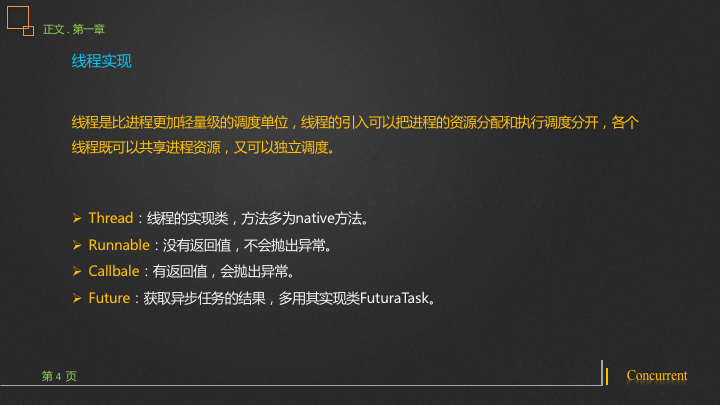 正文 . 第一章
线程实现
线程是比进程更加轻量级的调度单位，线程的引入可以把进程的资源分配和执行调度分开，各个
线程既可以共享进程资源，又可以独立调度。
Thread：线程的实现类，方法多为native方法。
Runnable：没有返回值，不会抛出异常。
Callbale：有返回值，会抛出异常。
Future：获取异步任务的结果，多用其实现类FuturaTask。
第 4 页
Concurrent